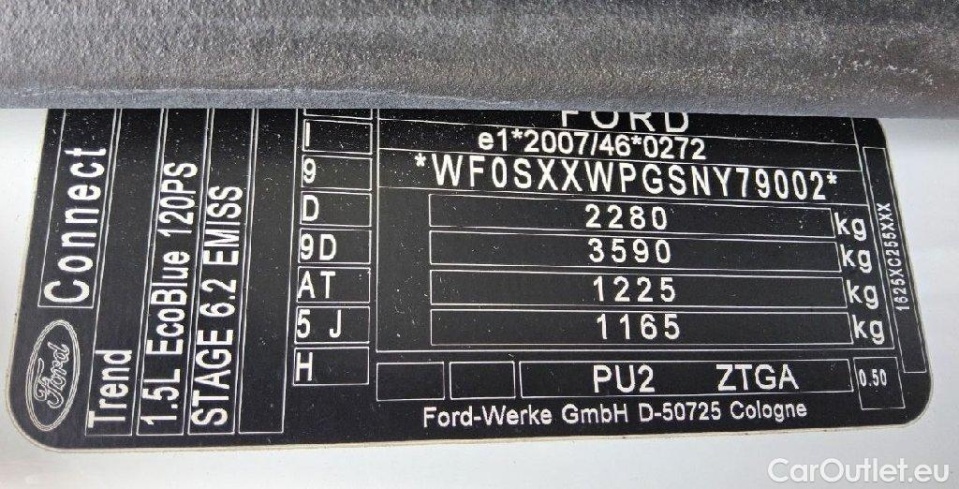 FORD
e1*2007/46*0272
*WF0SXXWPGSNY79002*
2280 kg
3590 kg
1225 kg
1165 kg
PU2 ZTGA
0.50
Ford-Werke GmbH D-50725 Cologne
1625XC255XXX
I
9
D
9D
AT
5 J
H
Connect
Trend
1.5L EcoBlue 120PS
STAGE 6.2 EMISS
Ford
CarOutlet.eu